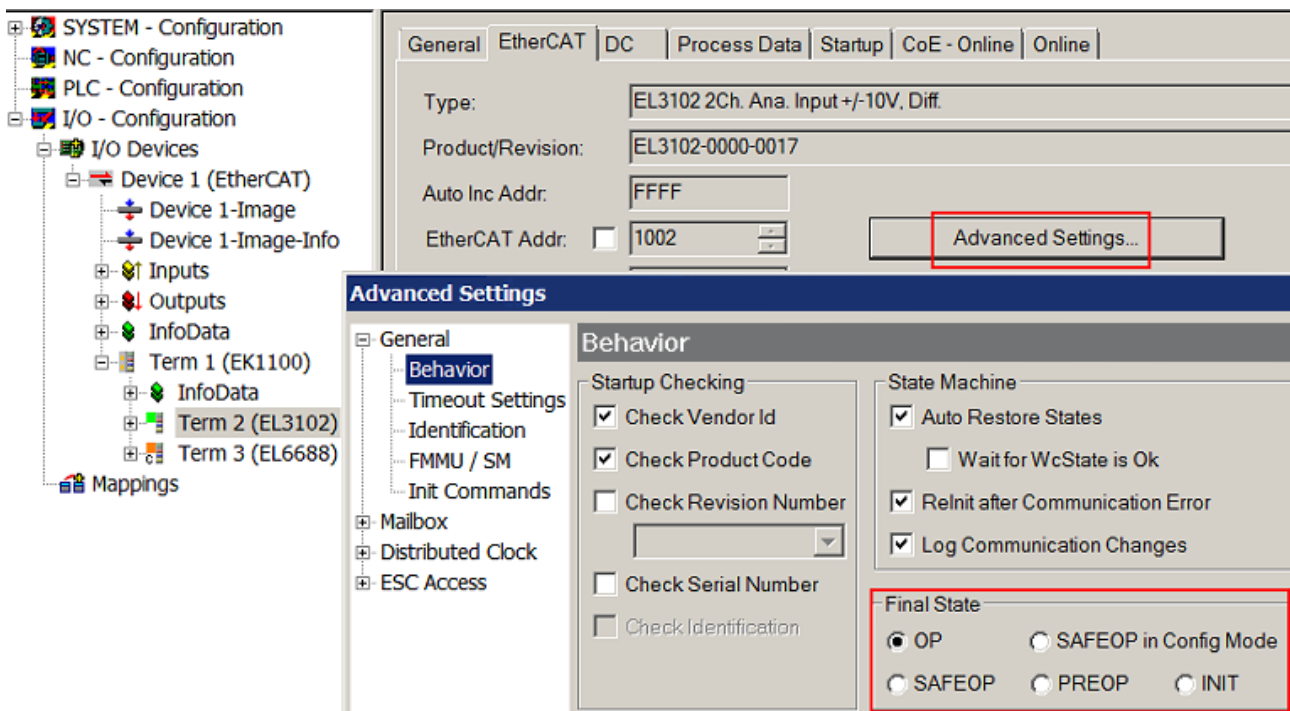 SYSTEM - Configuration
NC - Configuration
PLC - Configuration
I/O - Configuration
I/O Devices
Device 1 (EtherCAT)
Device 1-Image
Device 1-Image-Info
Inputs
Outputs
InfoData
Term 1 (EK1100)
InfoData
Term 2 (EL3102)
Term 3 (EL6688)
Mappings
General EtherCAT DC Process Data Startup CoE - Online Online
Type: EL3102 2Ch. Ana. Input +/-10V, Diff.
Product/Revision: EL3102-0000-0017
Auto Inc Addr: FFFF
EtherCAT Addr: 1002 Advanced Settings...
Advanced Settings
General
Behavior
Timeout Settings
Identification
FMMU / SM
Init Commands
Mailbox
Distributed Clock
ESC Access
Behavior
Startup Checking
Check Vendor Id
Check Product Code
Check Revision Number
Check Serial Number
Check Identification
State Machine
Auto Restore States
Wait for WcState is Ok
ReInit after Communication Error
Log Communication Changes
Final State
OP SAFEOP in Config Mode
SAFEOP PREOP INIT